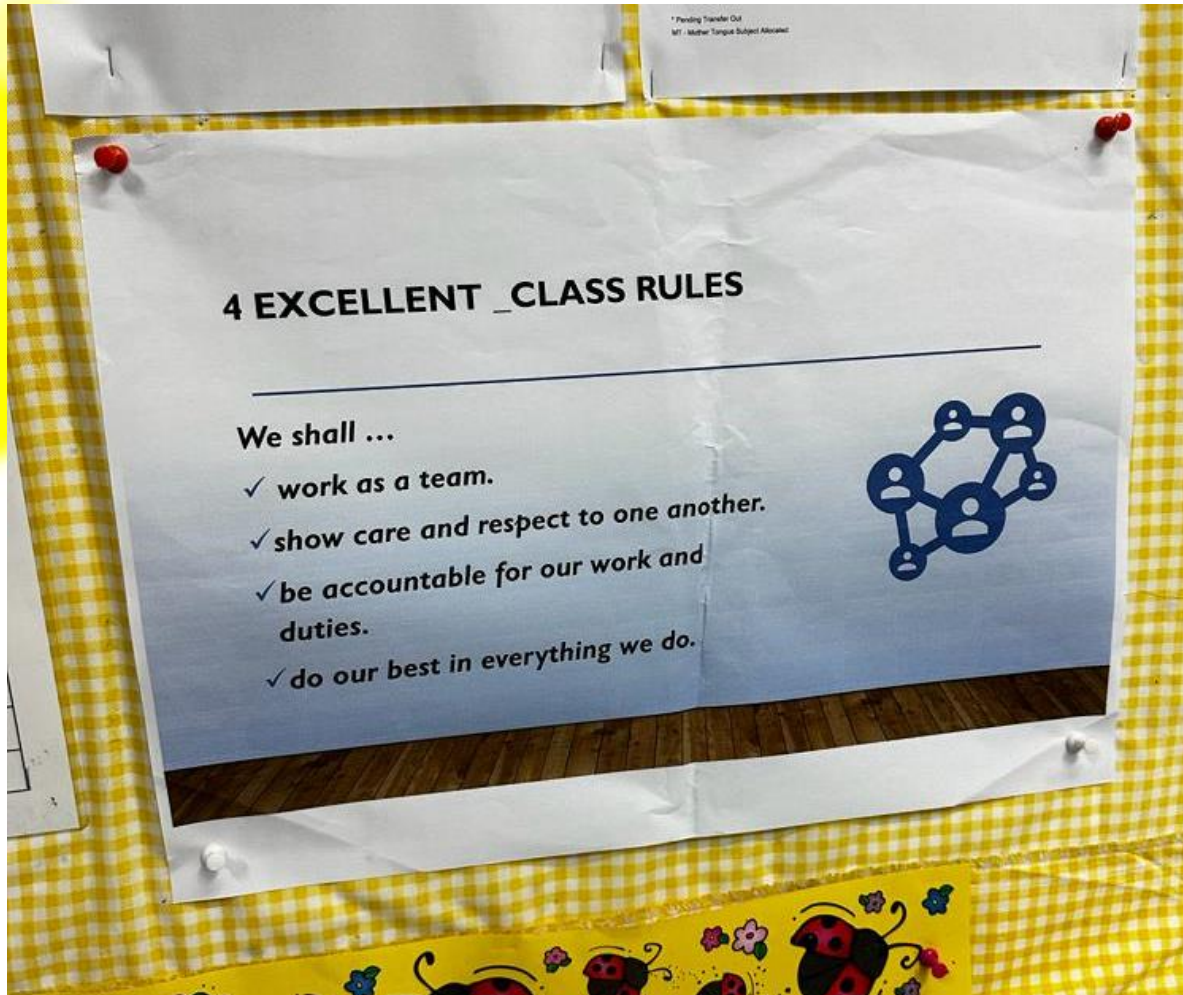 * Pending Transfer Out
MT - Mother Tongue Subject Allocated
4 EXCELLENT _CLASS RULES
We shall ...
✓ work as a team.
✓ show care and respect to one another.
✓ be accountable for our work and
duties.
✓ do our best in everything we do.